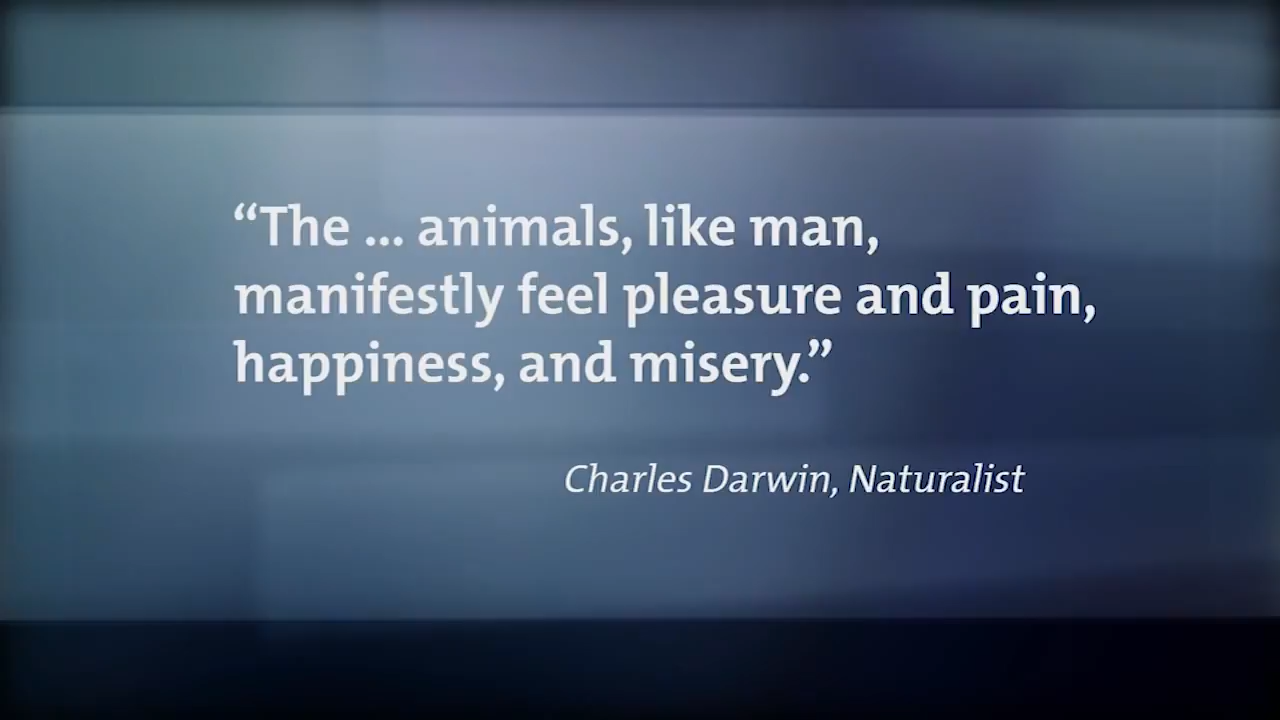 “The ... animals, like man,
manifestly feel pleasure and pain,
happiness, and misery.”
Charles Darwin, Naturalist